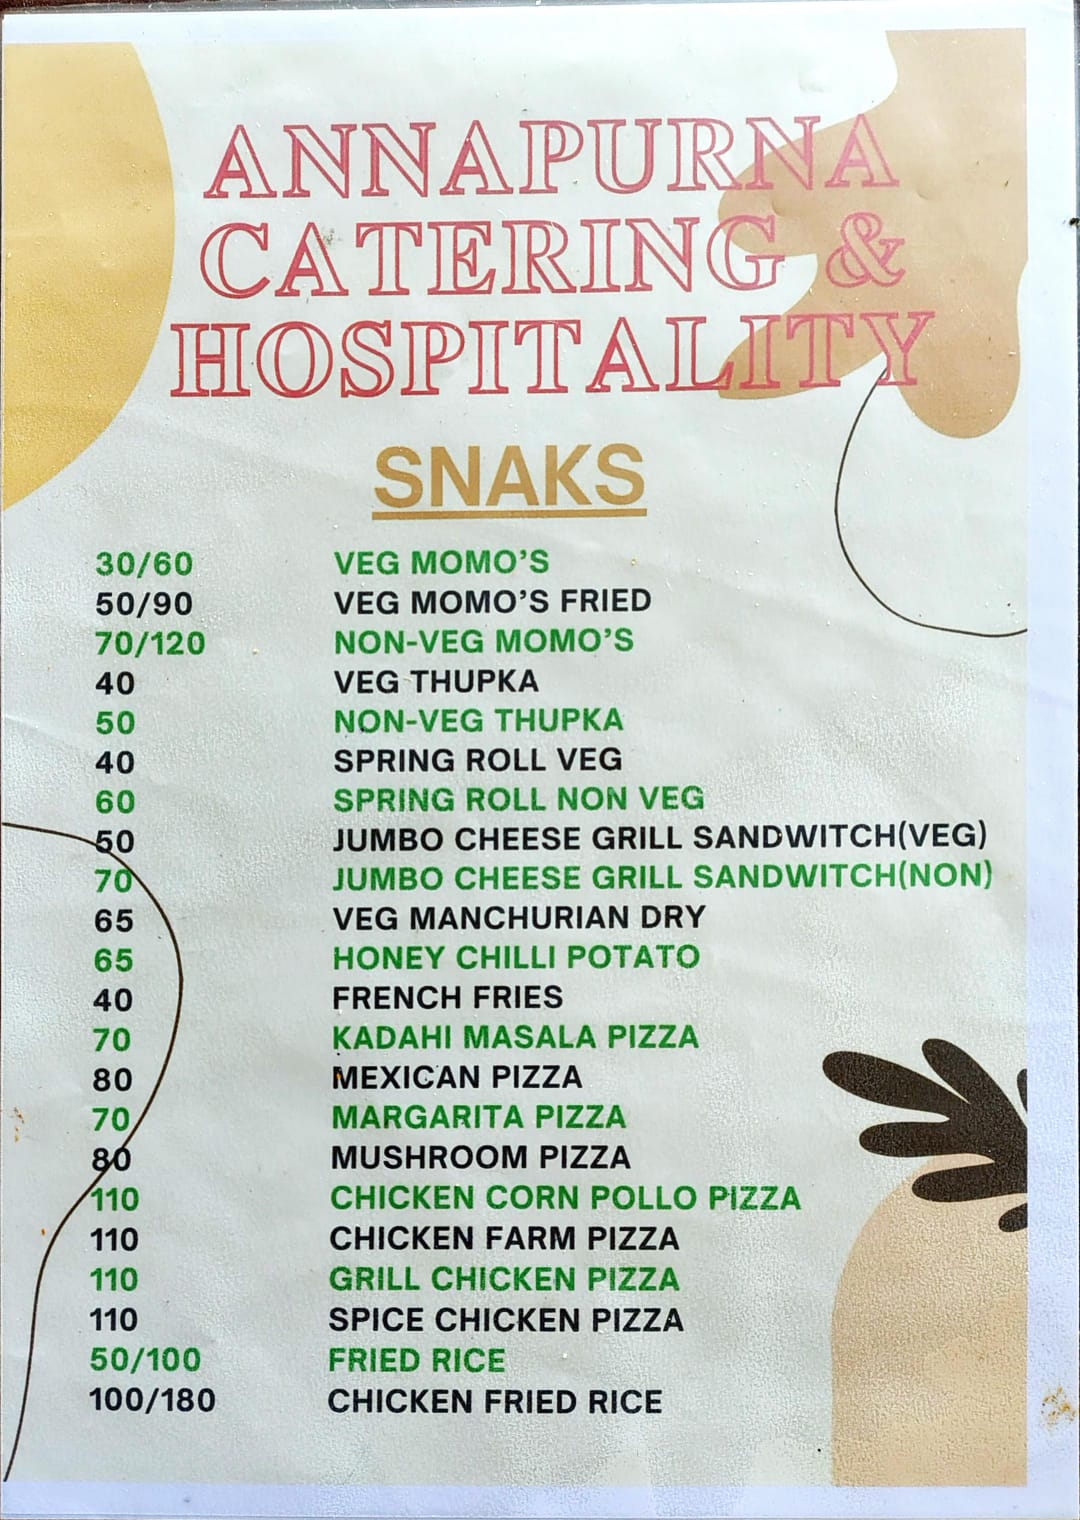 ANNAPURNA
CATERING &
HOSPITALITY
SNAKS
30/60 VEG MOMO'S
50/90 VEG MOMO'S FRIED
70/120 NON-VEG MOMO'S
40 VEG THUPKA
50 NON-VEG THUPKA
40 SPRING ROLL VEG
60 SPRING ROLL NON VEG
50 JUMBO CHEESE GRILL SANDWITCH(VEG)
70 JUMBO CHEESE GRILL SANDWITCH(NON)
65 VEG MANCHURIAN DRY
65 HONEY CHILLI POTATO
40 FRENCH FRIES
70 KADAHI MASALA PIZZA
80 MEXICAN PIZZA
70 MARGARITA PIZZA
80 MUSHROOM PIZZA
110 CHICKEN CORN POLLO PIZZA
110 CHICKEN FARM PIZZA
110 GRILL CHICKEN PIZZA
110 SPICE CHICKEN PIZZA
50/100 FRIED RICE
100/180 CHICKEN FRIED RICE